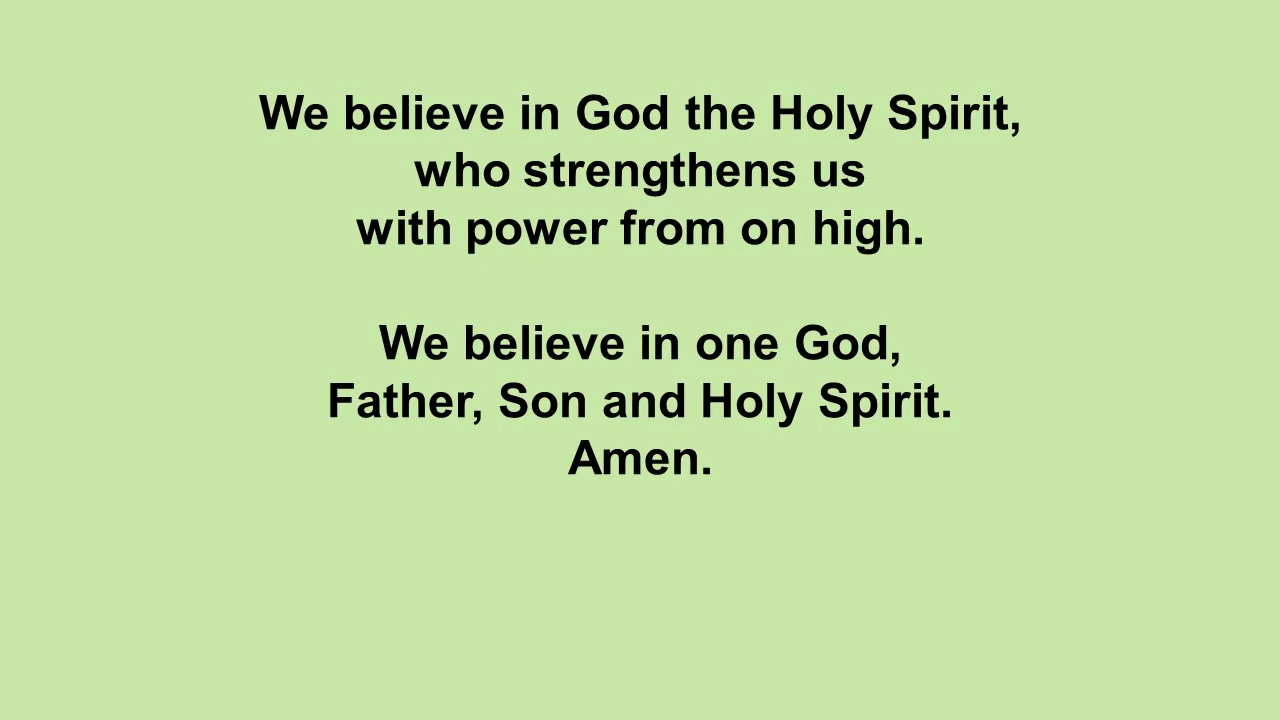 We believe in God the Holy Spirit,
who strengthens us
with power from on high.
We believe in one God,
Father, Son and Holy Spirit.
Amen.